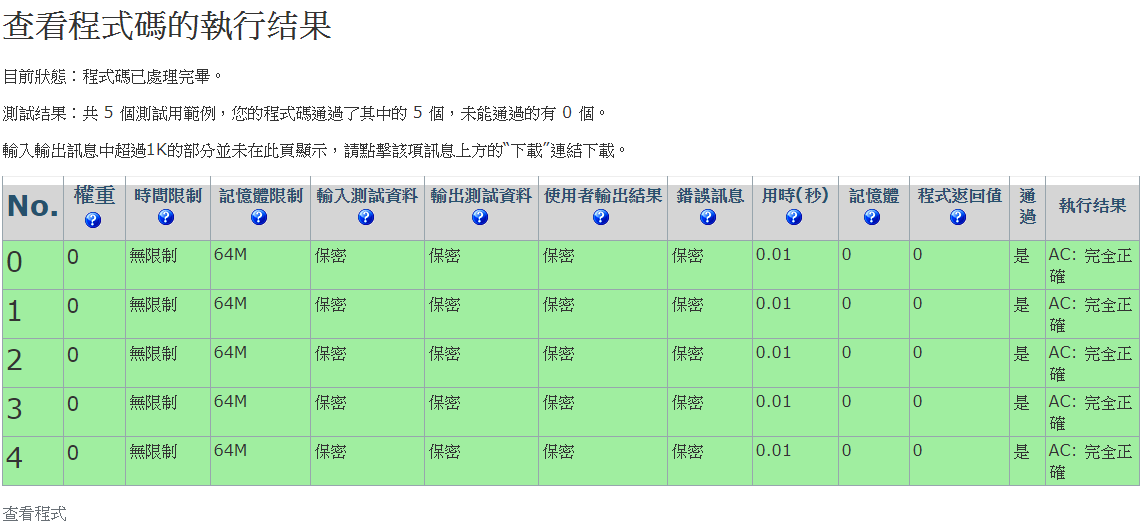 查看程式碼的執行结果
目前狀態：程式碼已處理完畢。
測試结果：共 5 個測試用範例，您的程式碼通過了其中的 5 個，未能通過的有 0 個。
輸入輸出訊息中超過1K的部分並未在此頁顯示，請點擊該項訊息上方的“下載”連結下載。
No. 權重 時間限制 記憶體限制 輸入測試資料 輸出測試資料 使用者輸出結果 錯誤訊息 用時(秒) 記憶體 程式返回值 通過 執行結果
0 0 無限制 64M 保密 保密 保密 保密 0.01 0 0 是 AC: 完全正確
1 0 無限制 64M 保密 保密 保密 保密 0.01 0 0 是 AC: 完全正確
2 0 無限制 64M 保密 保密 保密 保密 0.01 0 0 是 AC: 完全正確
3 0 無限制 64M 保密 保密 保密 保密 0.01 0 0 是 AC: 完全正確
4 0 無限制 64M 保密 保密 保密 保密 0.01 0 0 是 AC: 完全正確
查看程式